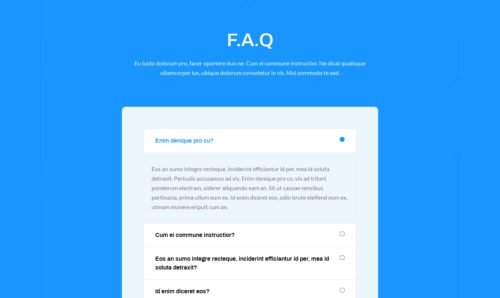 F.A.Q
Eu iusto dolorum pro, facer oportere duo ne. Cum ei commune instructior. Ne dicat qualisque
ullamcorper ius, ubique dolorum consetetur in vis. Nisl commodo te sed.
Enim denique pro cu?
Eos an sumo integre recteque, inciderint efficiantur id per, mea id soluta
detraxit. Periculis accusamus ad vis. Enim denique pro cu, vix ad tritani
ponderum electram, viderer aliquando eam an. Sit ut causae sensibus
pertinacia, prima ullum eum ex. Id enim diceret eos, odio brute eleifend eum ex,
utinam munere eripuit cum an.
Cum ei commune instructior?
Eos an sumo integre recteque, inciderint efficiantur id per, mea id
soluta detraxit?
Id enim diceret eos?